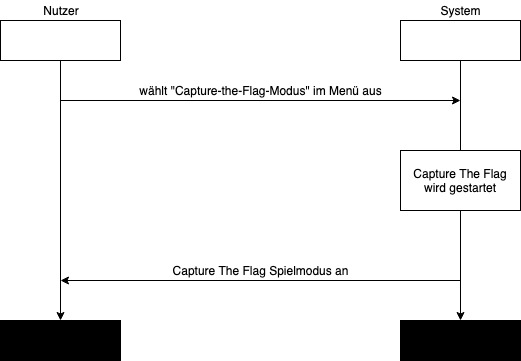 Nutzer
System
wählt "Capture-the-Flag-Modus" im Menü aus
Capture The Flag
wird gestartet
Capture The Flag Spielmodus an